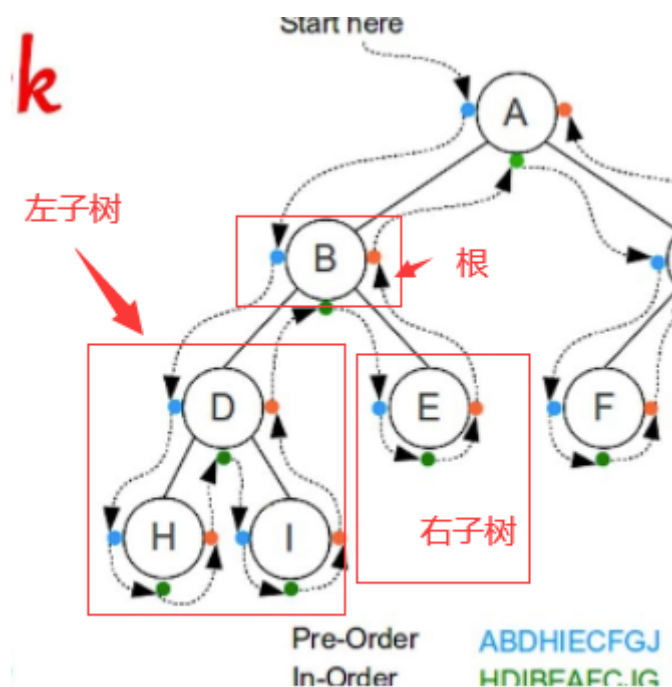 Start here
k
A
左子树
B
根
D
E
F
H
I
右子树
Pre-Order ABDHIECFGJ
In-Order HDIBEAFCJG